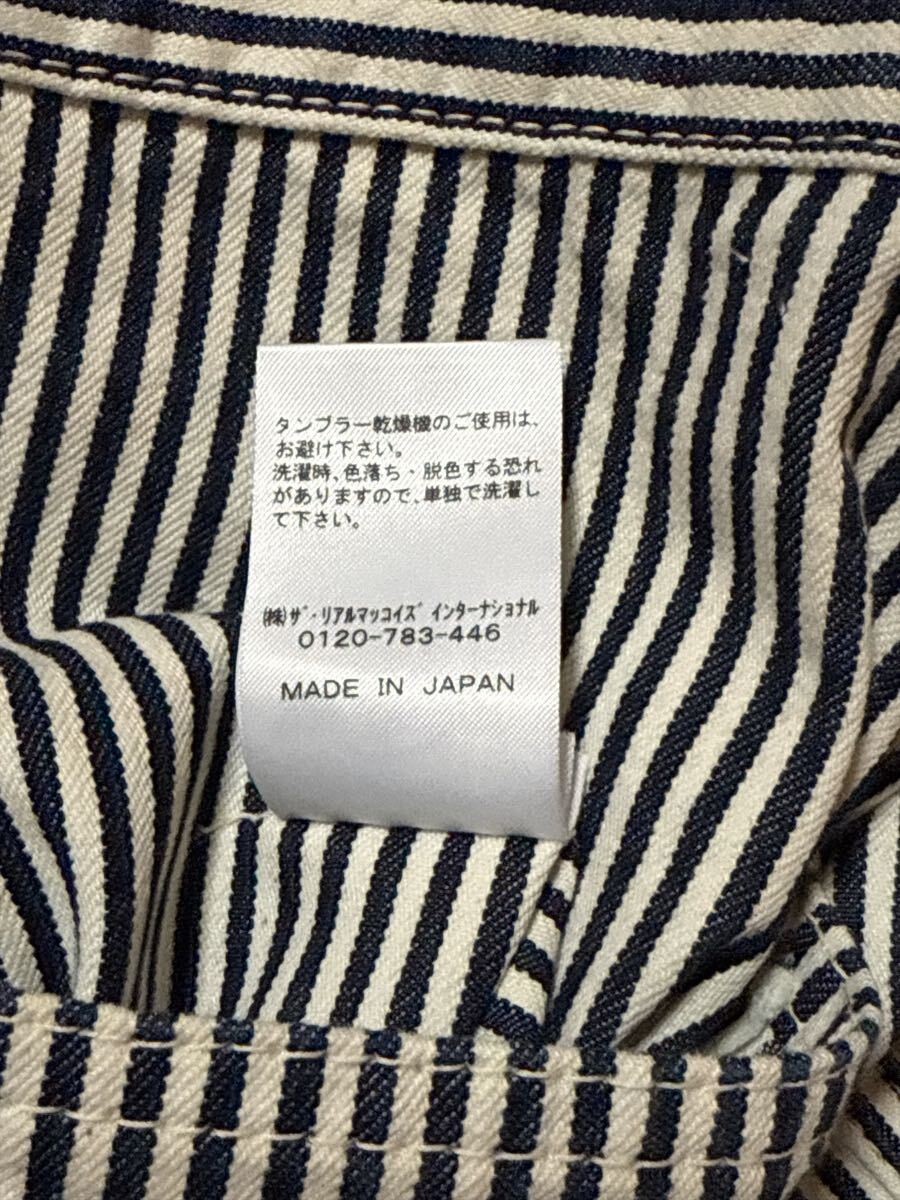 タンブラー乾燥機のご使用は、
お避け下さい。
洗濯時、色落ち・脱色する恐れ
がありますので、単独で洗濯し
て下さい。
㈱ｻﾞ・ﾘｱﾙﾏｯｺｲｽﾞ ｲﾝﾀｰﾅｼｮﾅﾙ
0120-783-446
MADE IN JAPAN